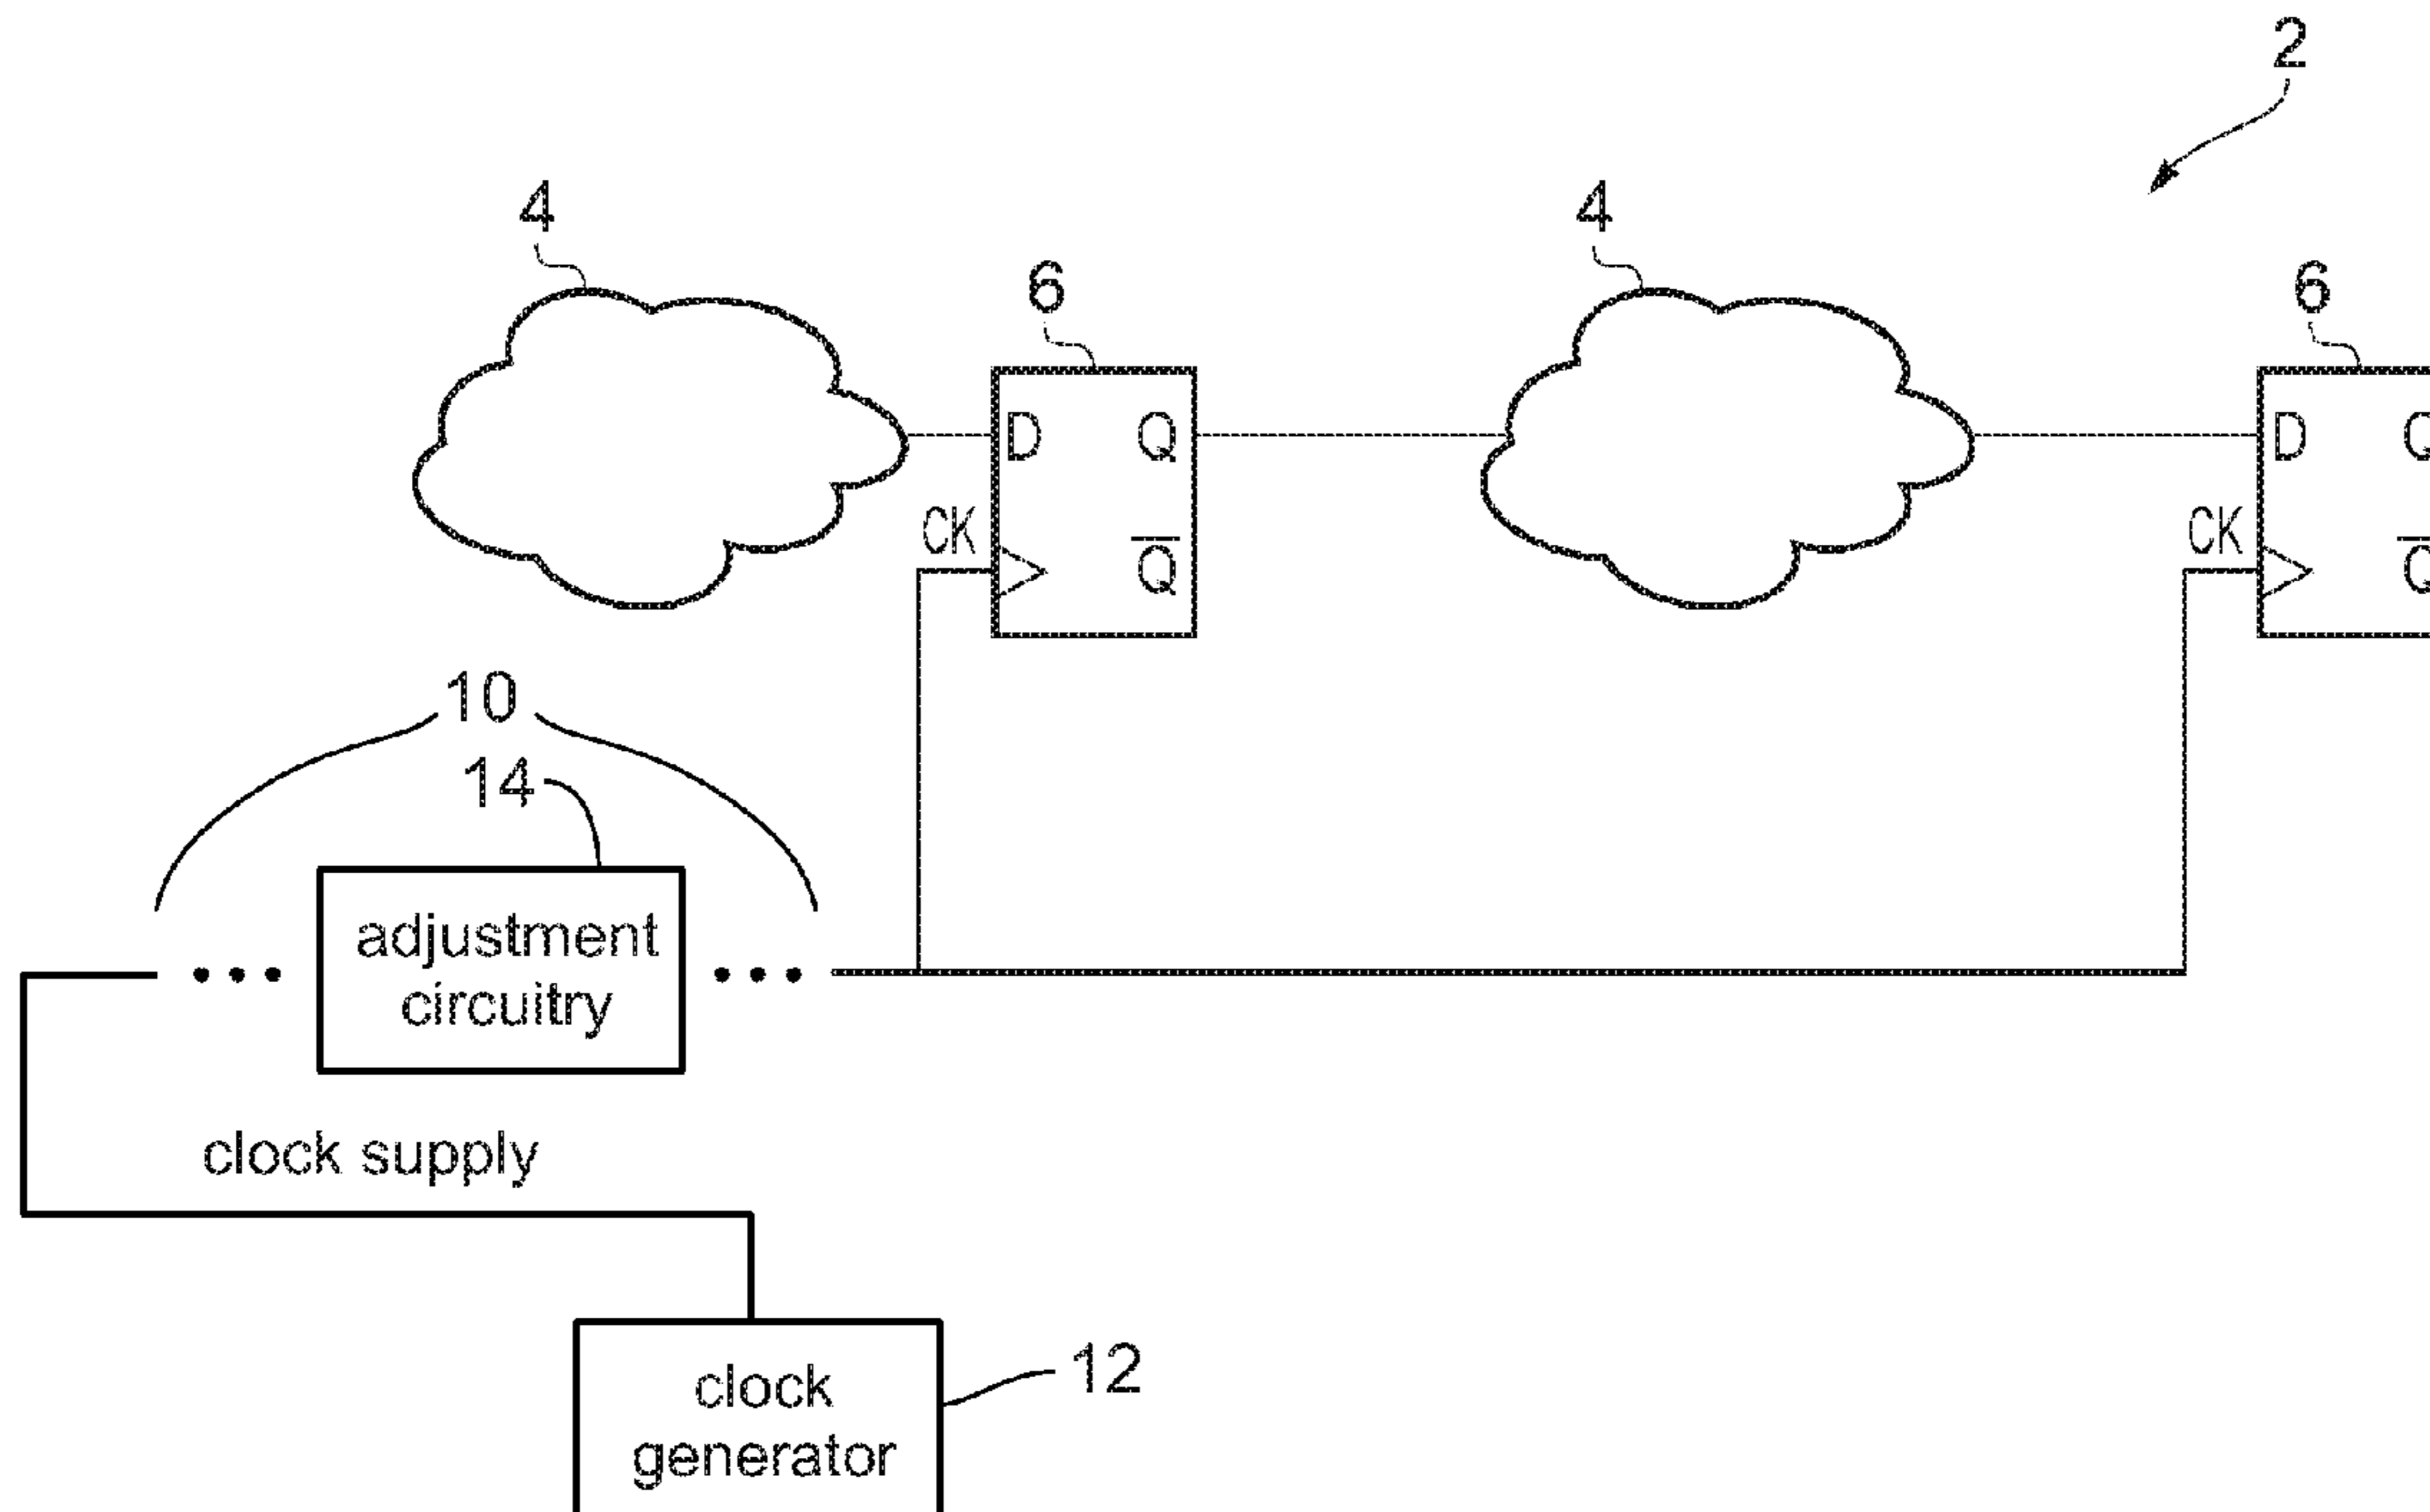 2
4
4
6
6
D Q
D Q
CK
CK
Q̅
Q̅
10
14
adjustment
circuitry
clock supply
12
clock
generator